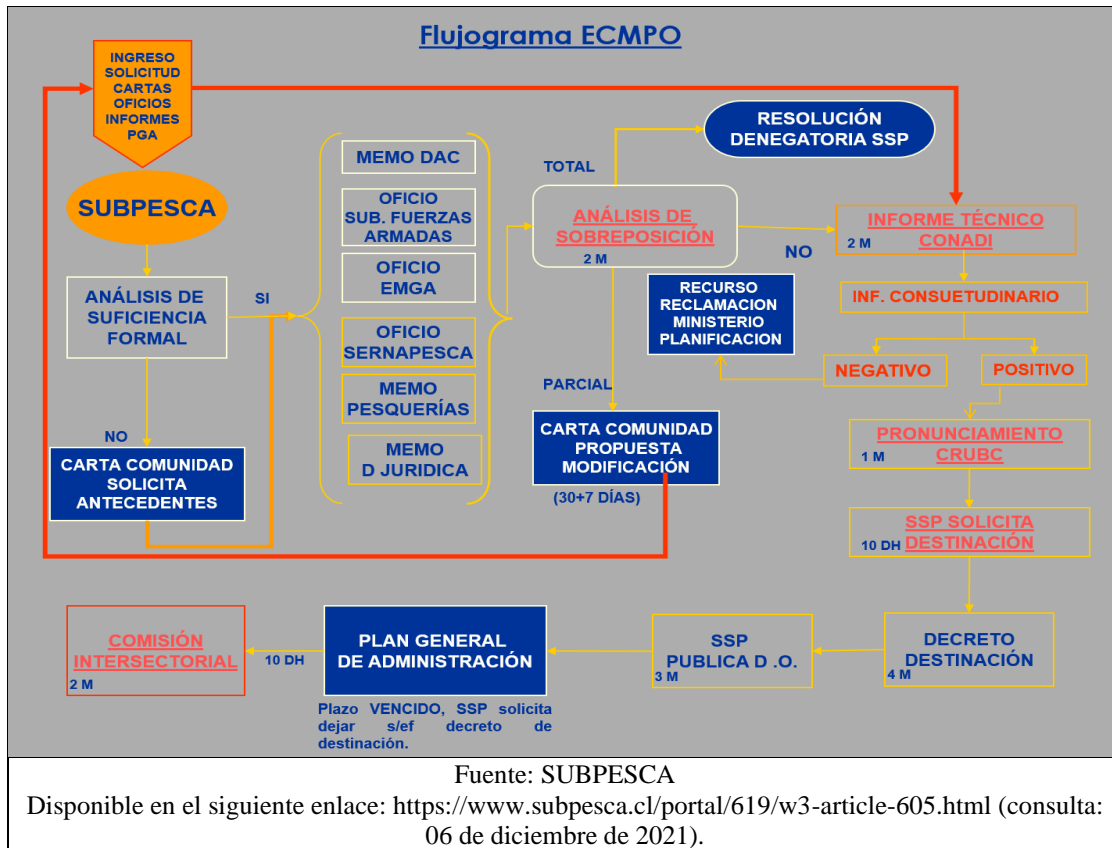 Flujograma ECMPO
INGRESO
SOLICITUD
CARTAS
OFICIOS
INFORMES
PGA
SUBPESCA
ANÁLISIS DE
SUFICIENCIA
FORMAL
SI
NO
CARTA COMUNIDAD
SOLICITA
ANTECEDENTES
MEMO DAC
OFICIO
SUB. FUERZAS
ARMADAS
OFICIO
EMGA
OFICIO
SERNAPESCA
MEMO
PESQUERÍAS
MEMO
D JURIDICA
TOTAL
RESOLUCIÓN
DENEGATORIA SSP
ANÁLISIS DE
SOBREPOSICIÓN
2 M
NO
PARCIAL
CARTA COMUNIDAD
PROPUESTA
MODIFICACIÓN
(30+7 DÍAS)
INFORME TÉCNICO
CONADI
2 M
INF. CONSUETUDINARIO
NEGATIVO
POSITIVO
RECURSO
RECLAMACION
MINISTERIO
PLANIFICACION
PRONUNCIAMIENTO
CRUBC
1 M
SSP SOLICITA
DESTINACIÓN
10 DH
DECRETO
DESTINACIÓN
4 M
SSP
PUBLICA D .O.
3 M
PLAN GENERAL
DE ADMINISTRACIÓN
Plazo VENCIDO, SSP solicita
dejar s/ef decreto de
destinación.
10 DH
COMISIÓN
INTERSECTORIAL
2 M
Fuente: SUBPESCA
Disponible en el siguiente enlace: https://www.subpesca.cl/portal/619/w3-article-605.html (consulta:
06 de diciembre de 2021).